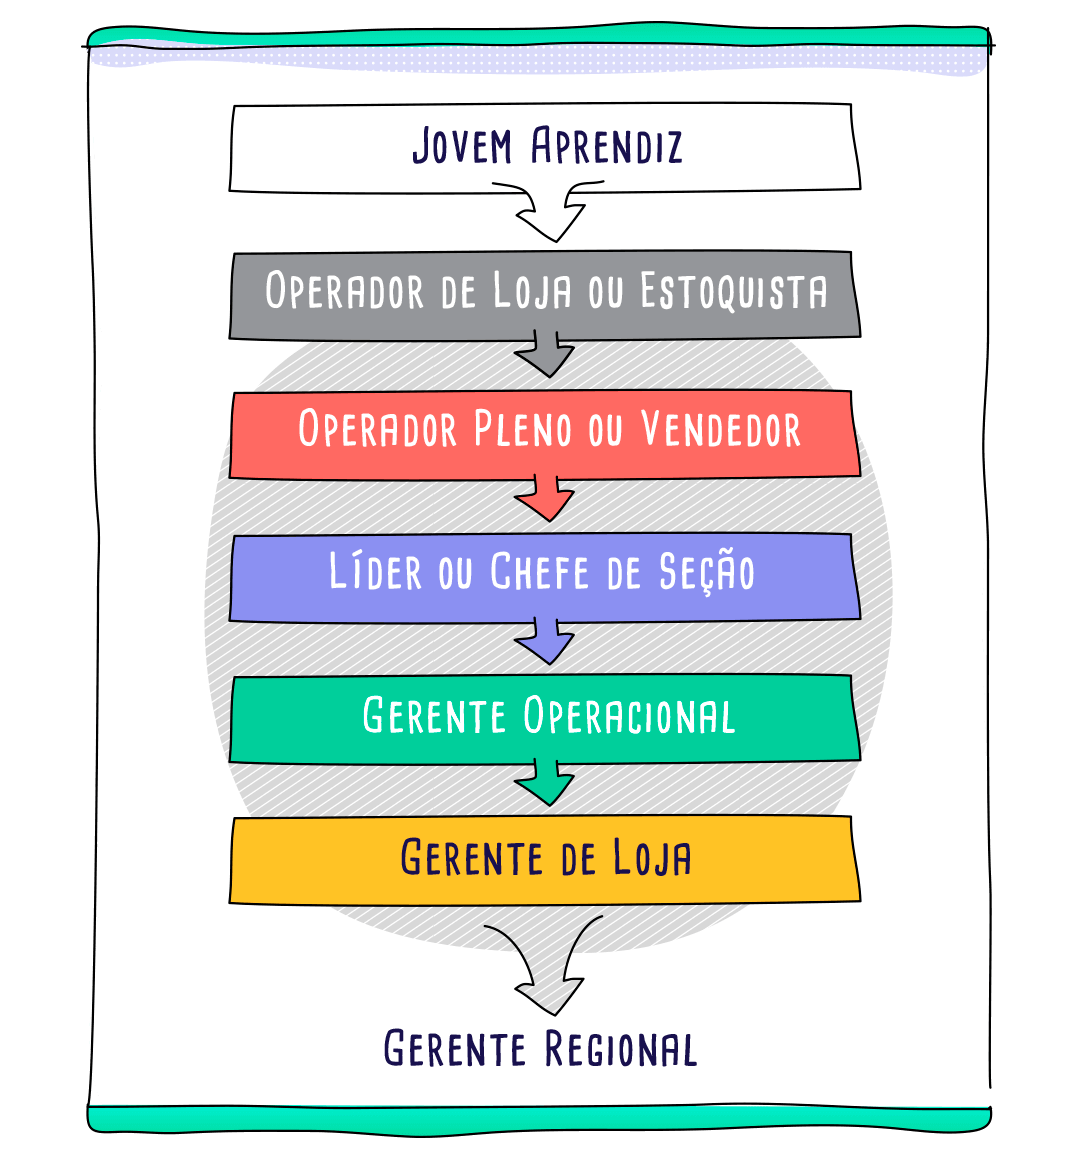 Jovem Aprendiz
Operador de Loja ou Estoquista
Operador Pleno ou Vendedor
Líder ou Chefe de Seção
Gerente Operacional
Gerente de Loja
Gerente Regional